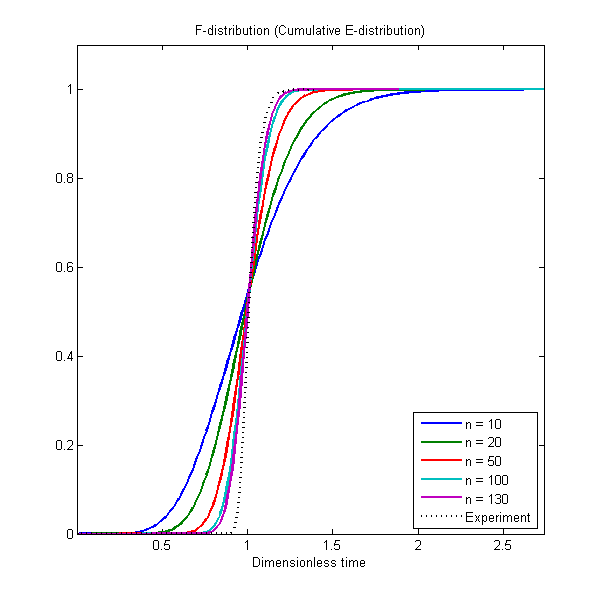 F-distribution (Cumulative E-distribution)
1
0.8
0.6
0.4
0.2
0
0.5
1
1.5
2
2.5
Dimensionless time
n = 10
n = 20
n = 50
n = 100
n = 130
Experiment